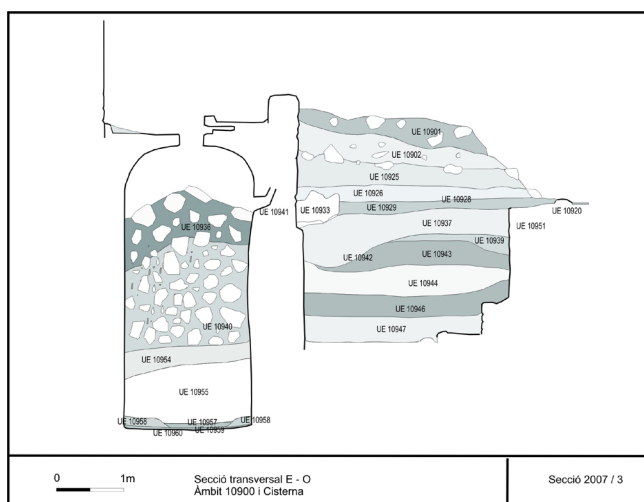 UE 10901
UE 10902
UE 10925
UE 10926
UE 10928
UE 10929
UE 10933
UE 10941
UE 10920
UE 10951
UE 10936
UE 10937
UE 10939
UE 10942
UE 10943
UE 10944
UE 10946
UE 10940
UE 10947
UE 10954
UE 10955
UE 10956
UE 10957
UE 10958
UE 10960
UE 10959
0 1m
Secció transversal E - O
Àmbit 10900 i Cisterna
Secció 2007 / 3